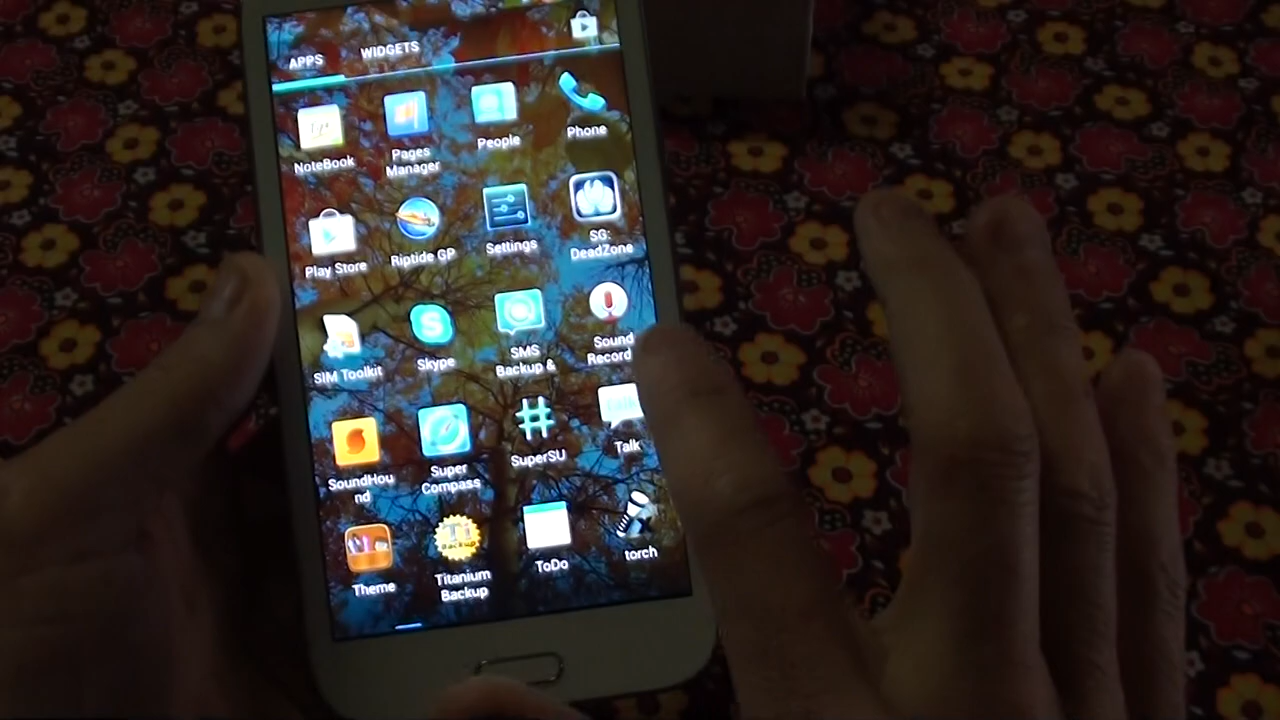 APPS WIDGETS
NoteBook
Pages
Manager
People
Phone
Play Store
Riptide GP
Settings
SG:
DeadZone
SIM Toolkit
Skype
SMS
Backup &
Sound
Record
SoundHou
nd
Super
Compass
SuperSU
Talk
Theme
Titanium
Backup
ToDo
torch